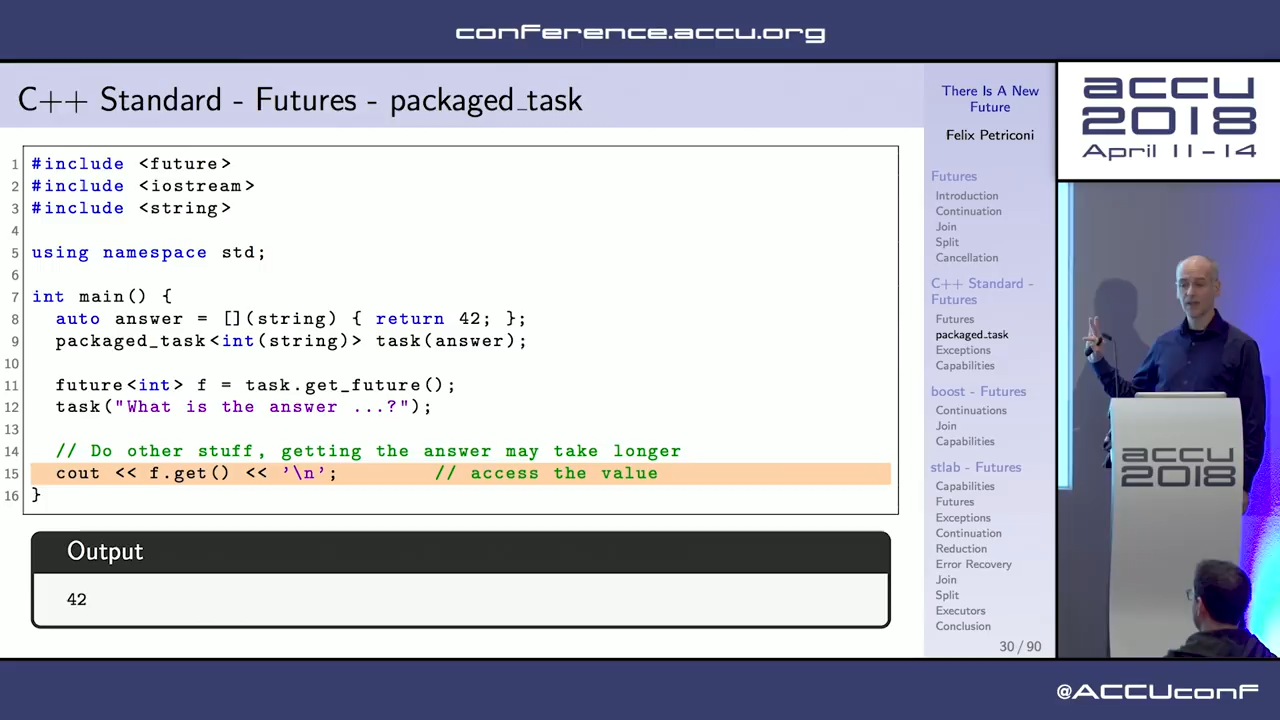 conference.accu.org
C++ Standard - Futures - packaged_task
1 #include <future>
2 #include <iostream>
3 #include <string>
4
5 using namespace std;
6
7 int main() {
8 auto answer = [](string) { return 42; };
9 packaged_task<int(string)> task(answer);
10
11 future<int> f = task.get_future();
12 task("What is the answer ...?");
13
14 // Do other stuff, getting the answer may take longer
15 cout << f.get() << '\n'; // access the value
16 }
Output
42
There Is A New
Future
Felix Petriconi
Futures
Introduction
Continuation
Join
Split
Cancellation
C++ Standard -
Futures
Futures
packaged_task
Exceptions
Capabilities
boost - Futures
Continuations
Join
Capabilities
stlab - Futures
Capabilities
Futures
Exceptions
Continuation
Reduction
Error Recovery
Join
Split
Executors
Conclusion
30 / 90
accu
2018
April 11-14
accu
2018
@ACCUconf